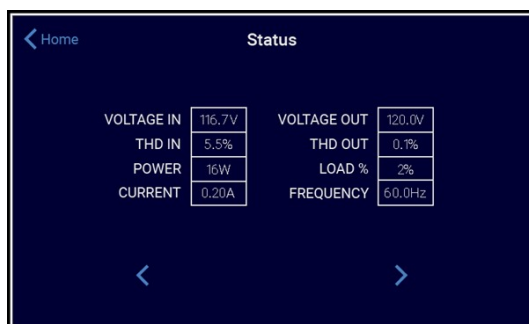 Home
Status
VOLTAGE IN 116.7V VOLTAGE OUT 120.0V
THD IN 5.5% THD OUT 0.1%
POWER 16W LOAD % 2%
CURRENT 0.20A FREQUENCY 60.0Hz